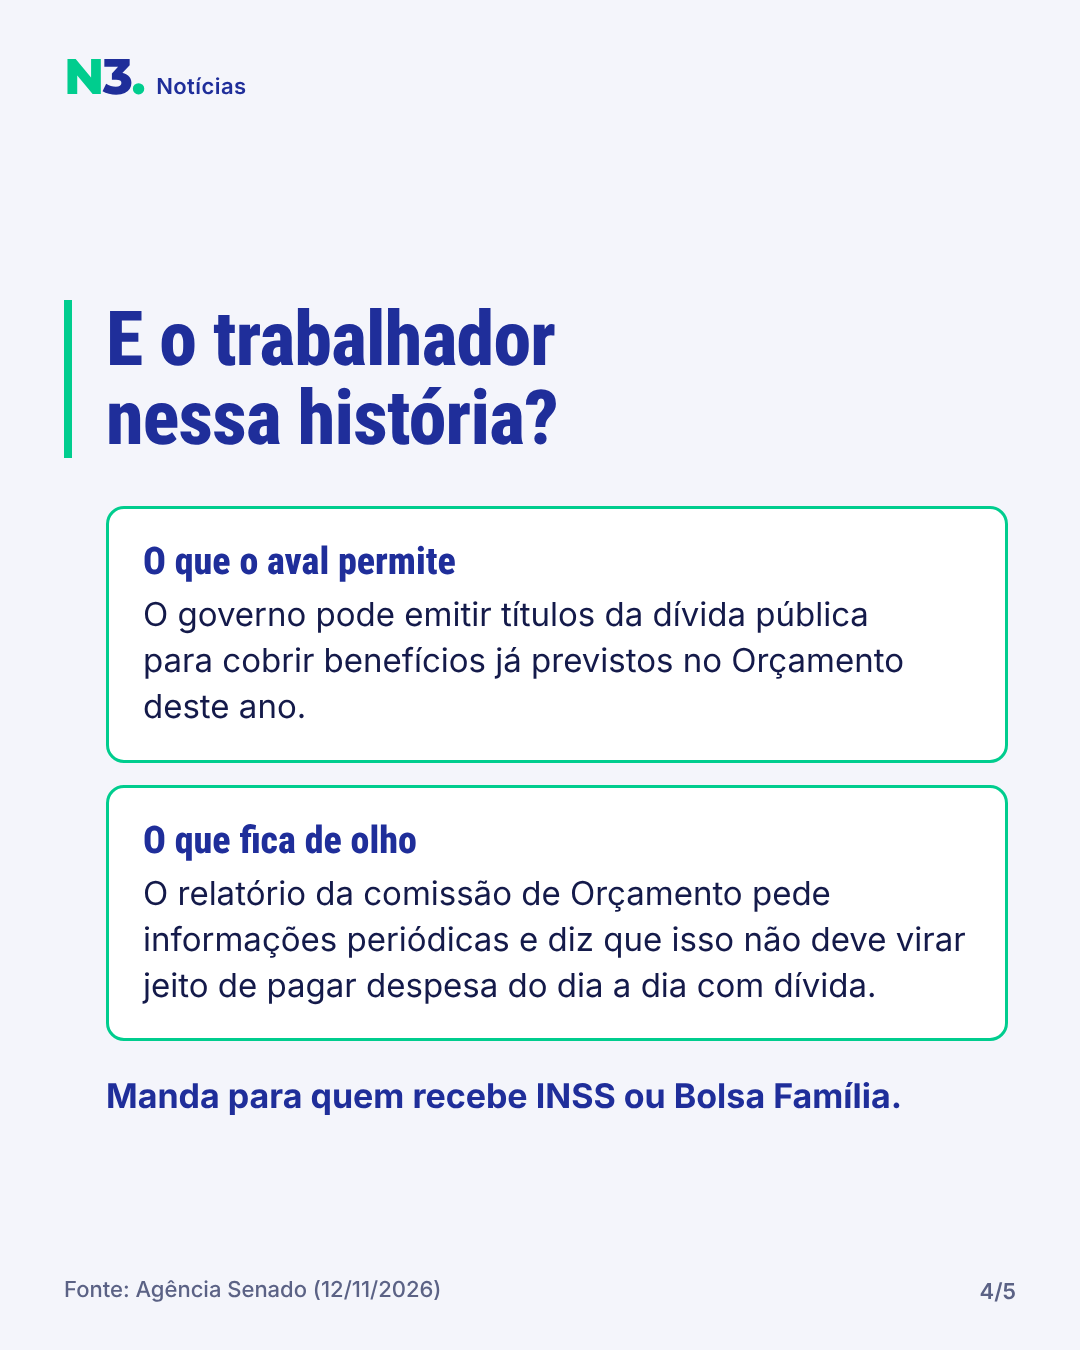 N3. Notícias
E o trabalhador
nessa história?
O que o aval permite
O governo pode emitir títulos da dívida pública
para cobrir benefícios já previstos no Orçamento
deste ano.
O que fica de olho
O relatório da comissão de Orçamento pede
informações periódicas e diz que isso não deve virar
jeito de pagar despesa do dia a dia com dívida.
Manda para quem recebe INSS ou Bolsa Família.
Fonte: Agência Senado (12/11/2026)
4/5